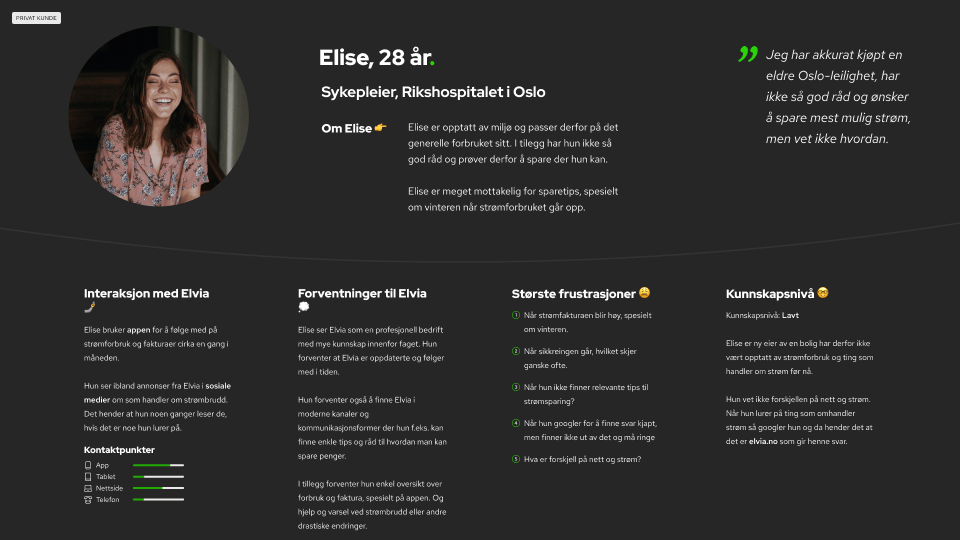 PRIVAT KUNDE
Elise, 28 år.
Sykepleier, Rikshospitalet i Oslo
Om Elise 👉
Elise er opptatt av miljø og passer derfor på det
generelle forbruket sitt. I tilegg har hun ikke så
god råd og prøver derfor å spare der hun kan.
Elise er meget mottakelig for sparetips, spesielt
om vinteren når strømforbruket går opp.
” Jeg har akkurat kjøpt en
eldre Oslo-leilighet, har
ikke så god råd og ønsker
å spare mest mulig strøm,
men vet ikke hvordan.
Interaksjon med Elvia
🤳
Elise bruker appen for å følge med på
strømforbruk og fakturaer cirka en gang i
måneden.
Hun ser ibland annonser fra Elvia i sosiale
medier om som handler om strømbrudd.
Det hender at hun noen ganger leser de,
hvis det er noe hun lurer på.
Kontaktpunkter
App
Tablet
Nettside
Telefon
Forventninger til Elvia
💭
Elise ser Elvia som en profesjonell bedrift
med mye kunnskap innenfor faget. Hun
forventer at Elvia er oppdaterte og følger
med i tiden.
Hun forventer også å finne Elvia i
moderne kanaler og
kommunikasjonsformer der hun f.eks. kan
finne enkle tips og råd til hvordan man kan
spare penger.
I tillegg forventer hun enkel oversikt over
forbruk og faktura, spesielt på appen. Og
hjelp og varsel ved strømbrudd eller andre
drastiske endringer.
Største frustrasjoner 😩
1 Når strømfakturaen blir høy, spesielt
om vinteren.
2 Når sikkreingen går, hvilket skjer
ganske ofte.
3 Når hun ikke finner relevante tips til
strømsparing?
4 Når hun googler for å finne svar kjapt,
men finner ikke ut av det og må ringe
5 Hva er forskjell på nett og strøm?
Kunnskapsnivå 🤓
Kunnskapsnivå: Lavt
Elise er ny eier av en bolig har derfor ikke
vært opptatt av strømforbruk og ting som
handler om strøm før nå.
Hun vet ikke forskjellen på nett og strøm.
Når hun lurer på ting som omhandler
strøm så googler hun og da hender det at
det er elvia.no som gir henne svar.